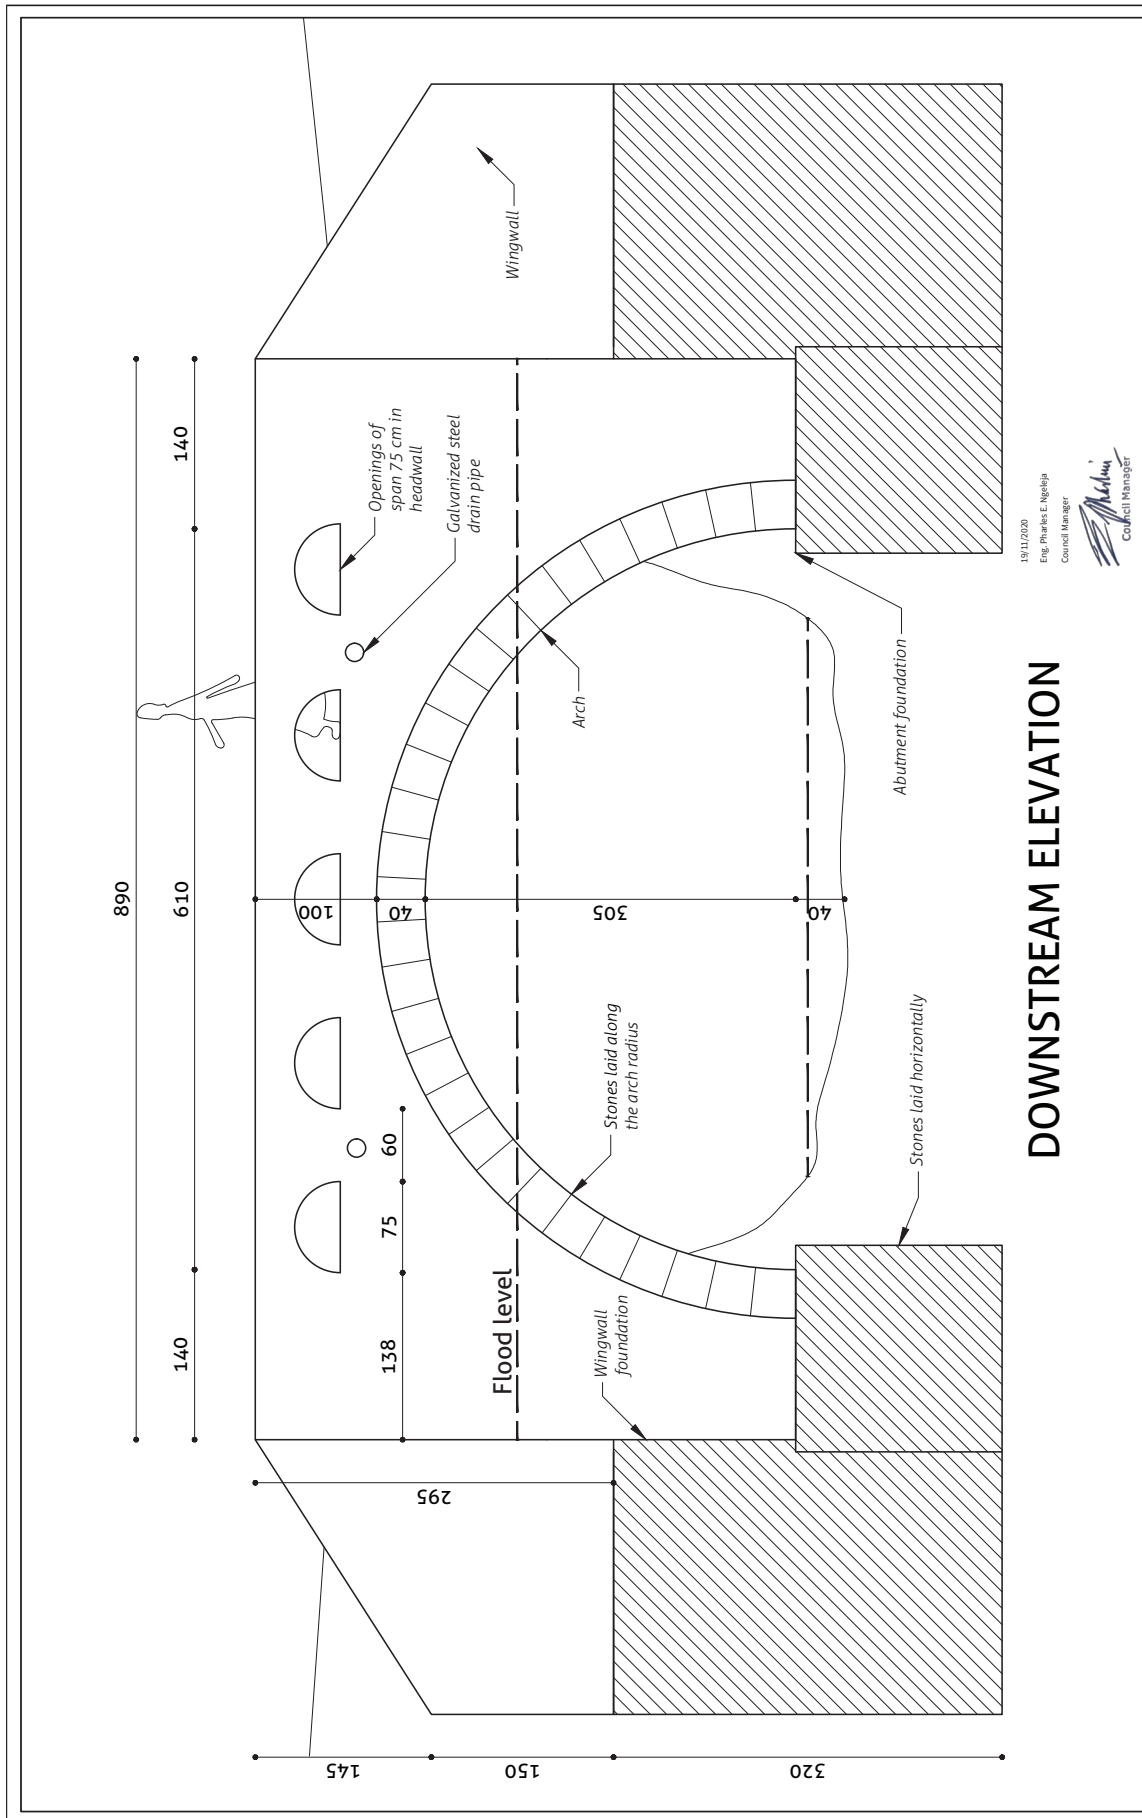 890
140
610
140
Openings of
span 75 cm in
headwall
Galvanized steel
drain pipe
Wingwall
100
40
305
40
138
75
60
Flood level
295
145
150
320
Arch
Stones laid along
the arch radius
Wingwall
foundation
Abutment foundation
Stones laid horizontally
DOWNSTREAM ELEVATION
19/11/2020
Eng. Pharles E. Ngeleja
Council Manager
Council Manager